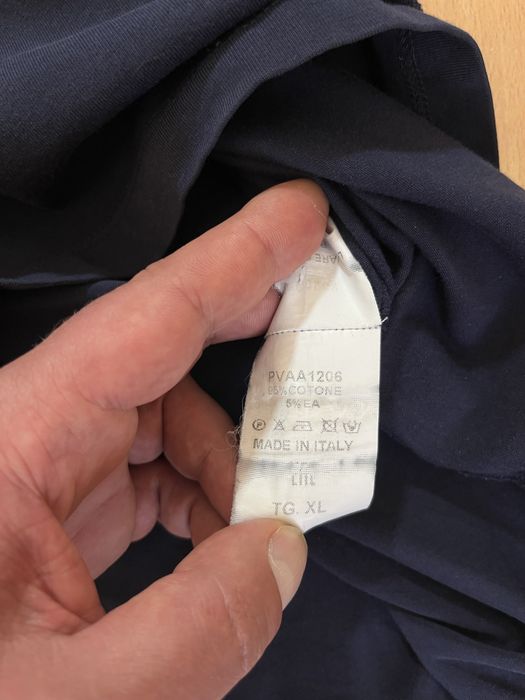 PVAA1206
95%COTONE
5%EA
MADE IN ITALY
TG. XL